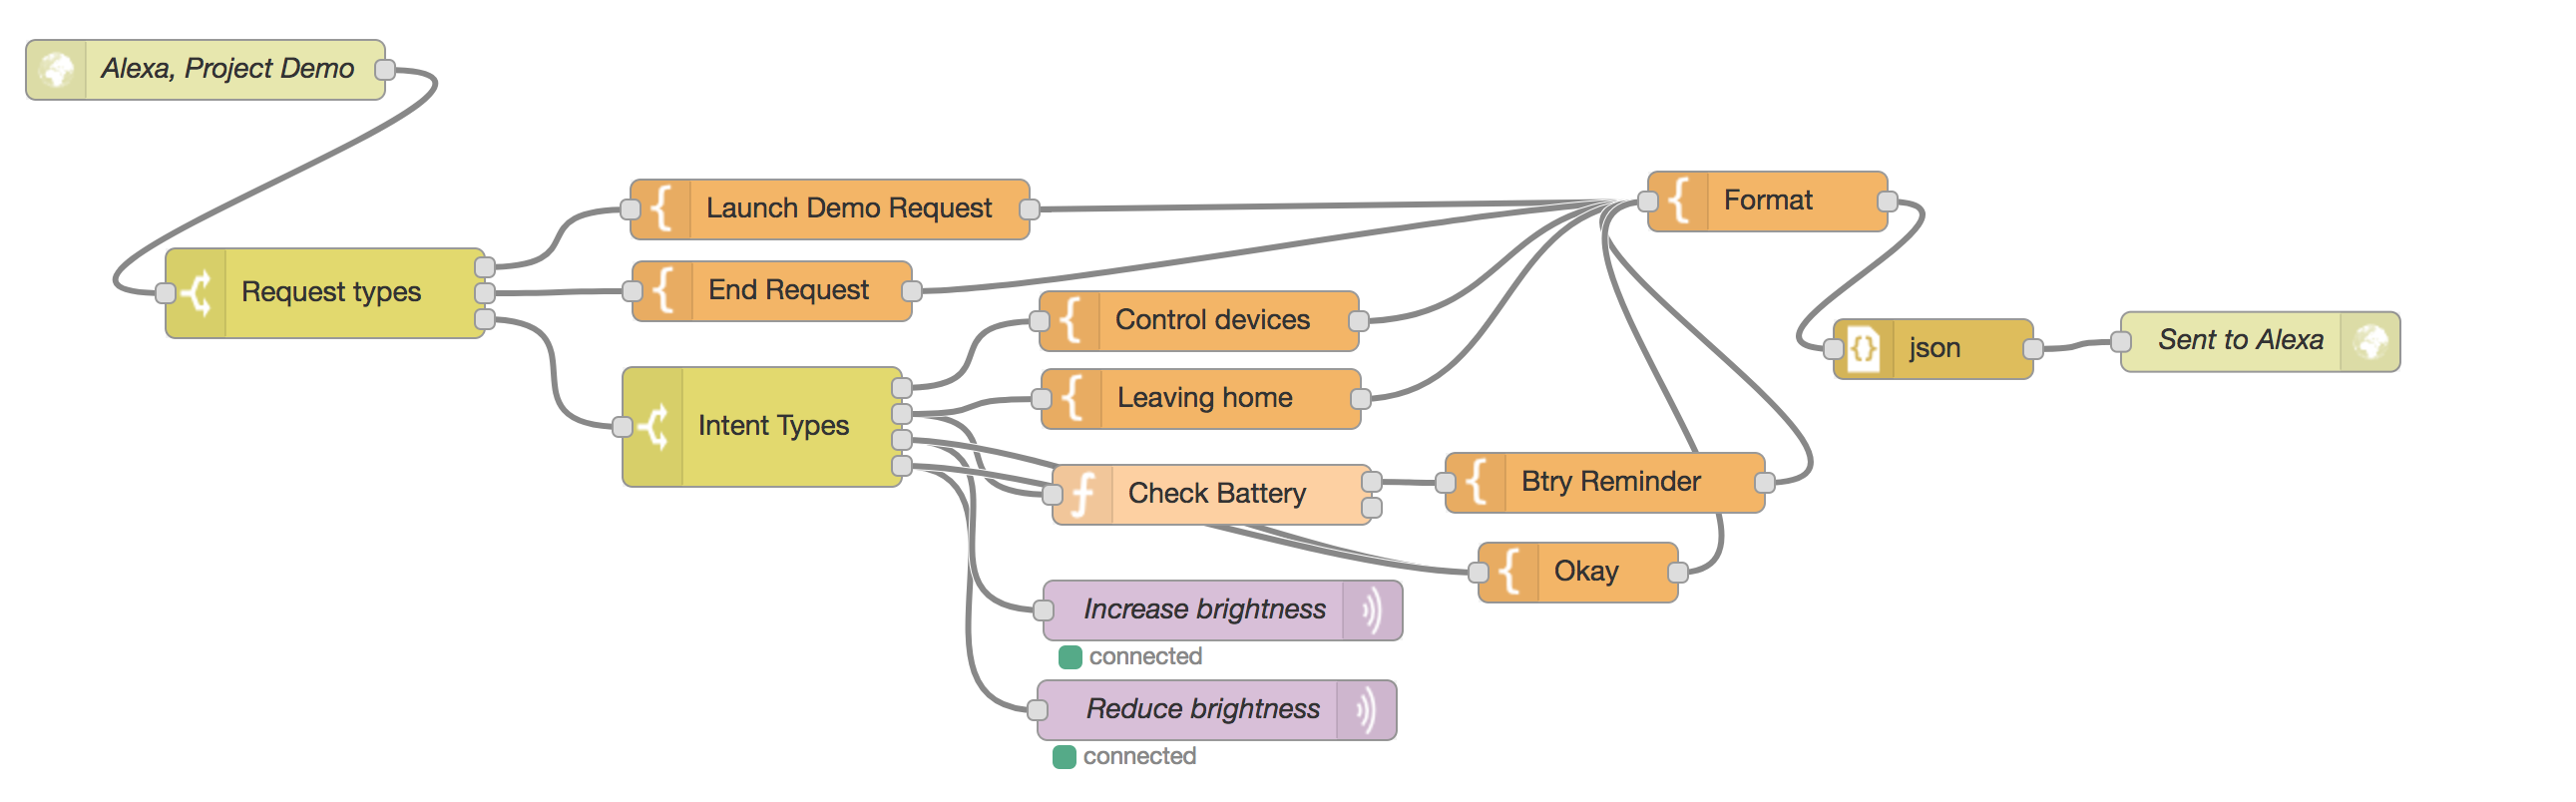 Alexa, Project Demo
Launch Demo Request
Format
Request types
End Request
Control devices
json
Sent to Alexa
Leaving home
Intent Types
Check Battery
Btry Reminder
Okay
Increase brightness
connected
Reduce brightness
connected